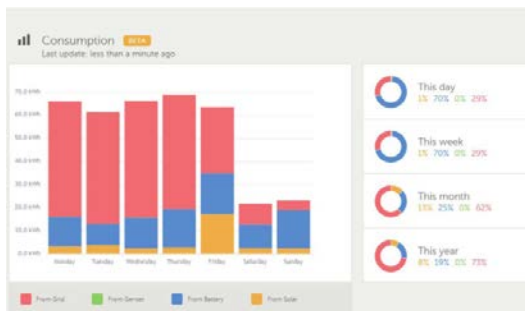 Consumption BETA
Last update: less than a minute ago
70,0 kWh
60,0 kWh
50,0 kWh
40,0 kWh
30,0 kWh
20,0 kWh
10,0 kWh
0,0 kWh
Monday Tuesday Wednesday Thursday Friday Saturday Sunday
From Grid From Genset From Battery From Solar
This day
1% 70% 0% 29%
This week
1% 70% 0% 29%
This month
13% 25% 0% 62%
This year
8% 19% 0% 73%